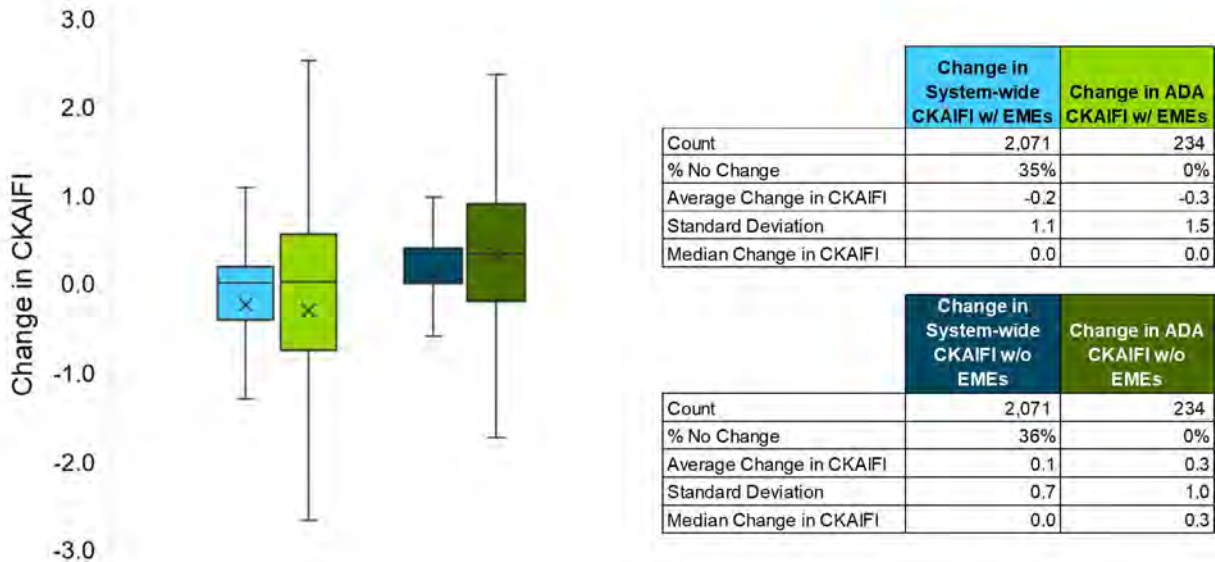 3.0
2.0
1.0
0.0
-1.0
-2.0
-3.0
Change in CKAIFI
Change in
System-wide
CKAIFI w/ EMEs
Change in ADA
CKAIFI w/ EMEs
Count 2,071 234
% No Change 35% 0%
Average Change in CKAIFI -0.2 -0.3
Standard Deviation 1.1 1.5
Median Change in CKAIFI 0.0 0.0
Change in
System-wide
CKAIFI w/o
EMEs
Change in ADA
CKAIFI w/o
EMEs
Count 2,071 234
% No Change 36% 0%
Average Change in CKAIFI 0.1 0.3
Standard Deviation 0.7 1.0
Median Change in CKAIFI 0.0 0.3